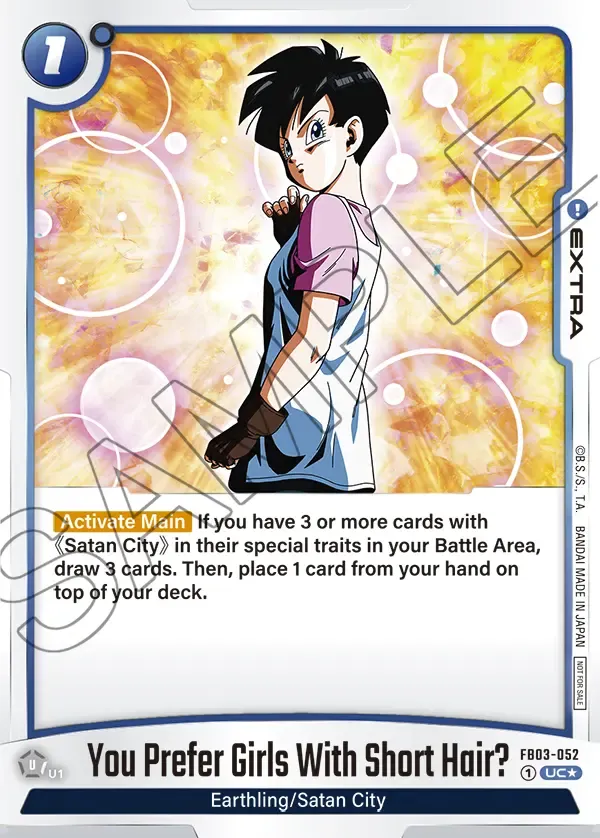 1
EXTRA
SAMPLE
©B.S./S., T.A. BANDAI MADE IN JAPAN
NOT FOR SALE
Activate Main If you have 3 or more cards with
《Satan City》 in their special traits in your Battle Area,
draw 3 cards. Then, place 1 card from your hand on
top of your deck.
U/U1
You Prefer Girls With Short Hair?
FB03-052
1 UC★
Earthling/Satan City